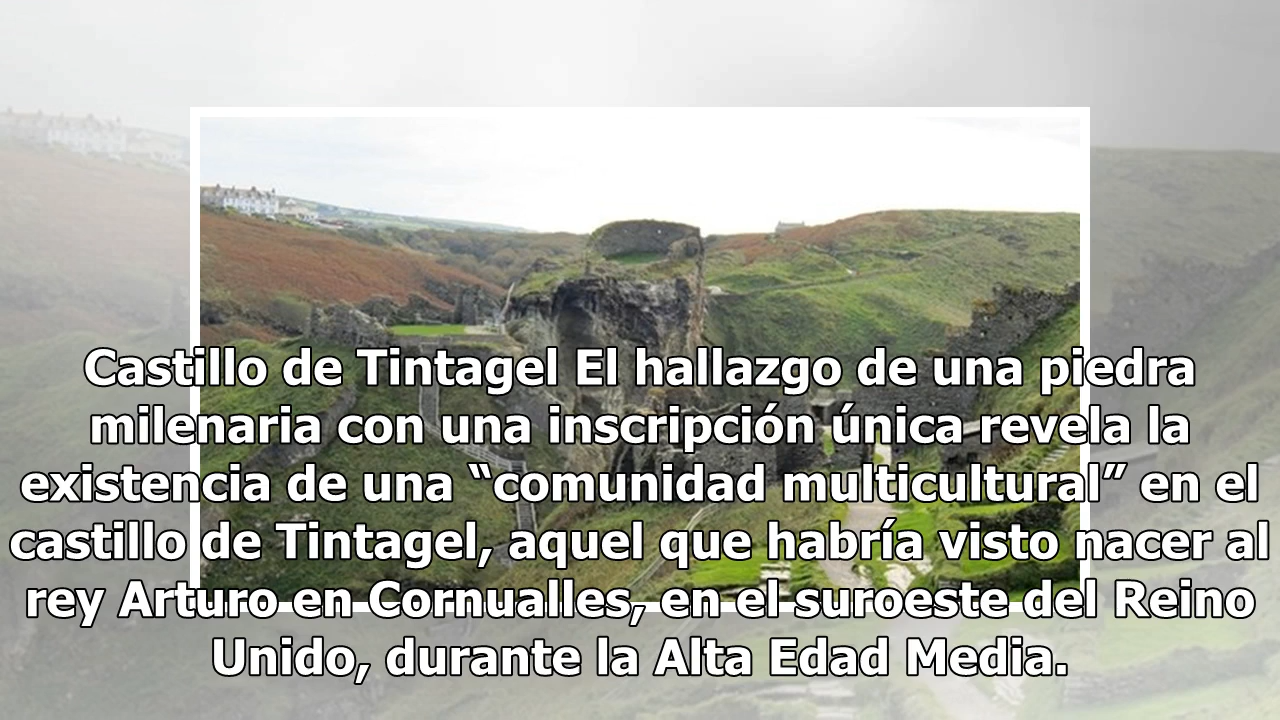 Castillo de Tintagel El hallazgo de una piedra
milenaria con una inscripción única revela la
existencia de una “comunidad multicultural” en el
castillo de Tintagel, aquel que habría visto nacer al
rey Arturo en Cornualles, en el suroeste del Reino
Unido, durante la Alta Edad Media.